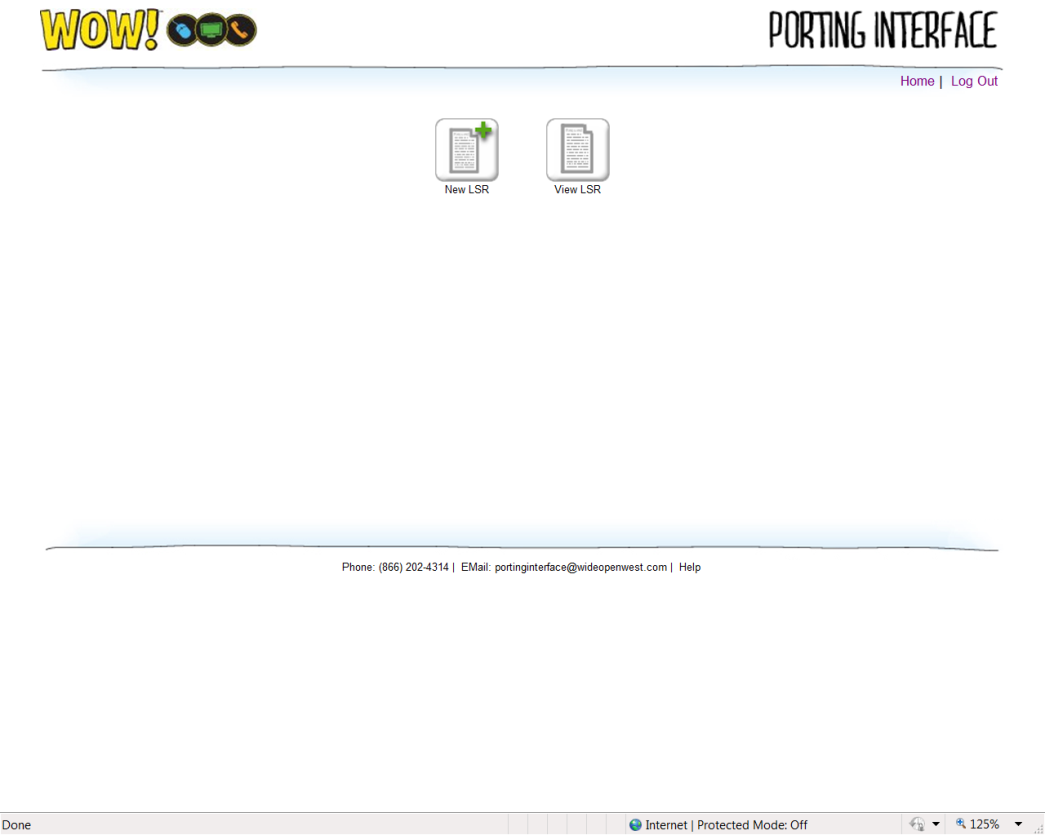 WOW!
PORTING INTERFACE
Home | Log Out
New LSR
View LSR
Phone: (866) 202-4314 | EMail: portinginterface@wideopenwest.com | Help
Done
Internet | Protected Mode: Off
125%